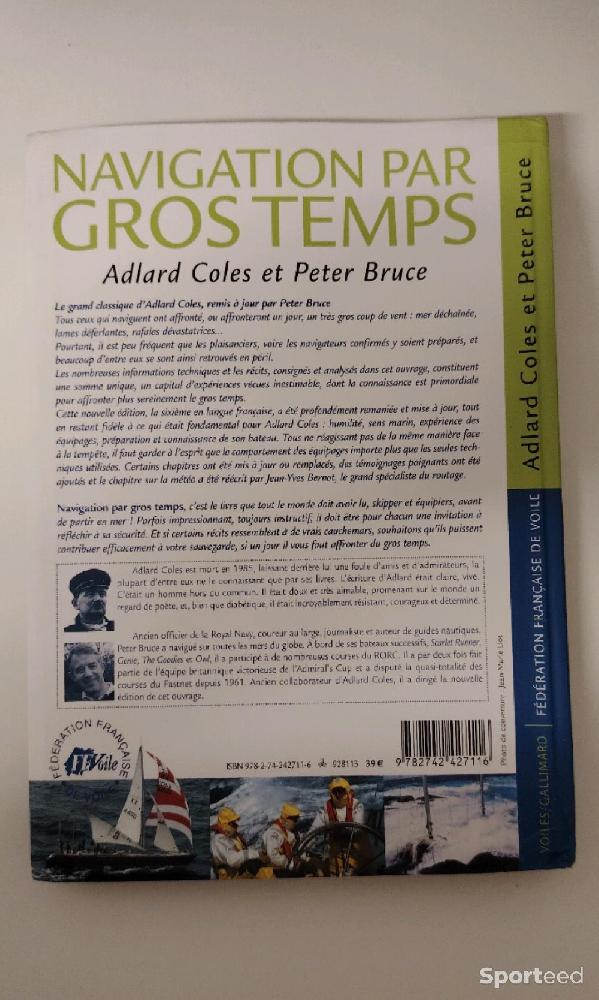 NAVIGATION PAR
GROS TEMPS
Adlard Coles et Peter Bruce
Le grand classique d'Adlard Coles, remis à jour par Peter Bruce
Tous ceux qui naviguent ont affronté, ou affronteront un jour, un très gros coup de vent : mer déchaînée,
lames déferlantes, rafales dévastatrices...
Pourtant, il est peu fréquent que les plaisanciers, voire les navigateurs confirmés y soient préparés, et
beaucoup d'entre eux se sont ainsi retrouvés en péril.
Les nombreuses informations techniques et les récits, consignés et analysés dans cet ouvrage, constituent
une somme unique, un capital d'expériences vécues inestimable, dont la connaissance est primordiale
pour affronter plus sereinement le gros temps.
Cette nouvelle édition, la sixième en langue française, a été profondément remaniée et mise à jour, tout
en restant fidèle à ce qui était fondamental pour Adlard Coles : humilité, sens marin, expérience des
équipages, préparation et connaissance de son bateau. Tous ne réagissant pas de la même manière face
à la tempête, il faut garder à l'esprit que le comportement des équipages importe plus que les seules tech-
niques utilisées. Certains chapitres ont été mis à jour ou remplacés, des témoignages poignants ont été
ajoutés et le chapitre sur la météo a été réécrit par Jean-Yves Bernot, le grand spécialiste du routage.
Navigation par gros temps, c'est le livre que tout le monde doit avoir lu, skipper et équipiers, avant
de partir en mer ! Parfois impressionnant, toujours instructif, il doit être pour chacun une invitation à
réfléchir à sa sécurité. Et si certains récits ressemblent à de vrais cauchemars, souhaitons qu'ils puissent
contribuer efficacement à votre sauvegarde, si un jour il vous faut affronter du gros temps.
Adlard Coles est mort en 1985, laissant derrière lui une foule d'amis et d'admirateurs, la
plupart d'entre eux ne le connaissant que par ses livres. L'écriture d'Adlard était claire, vive.
C'était un homme hors du commun. Il était doux et très aimable, promenant sur le monde un
regard de poète, et, bien que diabétique, il était incroyablement résistant, courageux et déterminé.
Ancien officier de la Royal Navy, coureur au large, journaliste et auteur de guides nautiques,
Peter Bruce a navigué sur toutes les mers du globe. A bord de ses bateaux successifs, Scarlet Runner,
Genie, The Goodies et Owl, il a participé à de nombreuses courses du RORC. Il a par deux fois fait
partie de l'équipe britannique victorieuse de l'Admiral's Cup et a disputé la quasi-totalité des
courses du Fastnet depuis 1961. Ancien collaborateur d'Adlard Coles, il a dirigé la nouvelle
édition de cet ouvrage.
FÉDÉRATION FRANÇAISE
FFVoile
ISBN 978-2-74-242711-6
928113
39 €
9 782742 427116
Photo de couverture : Jean-Marie Liot
Adlard Coles et Peter Bruce
VOILES/GALLIMARD | FÉDÉRATION FRANÇAISE DE VOILE
Sporteed